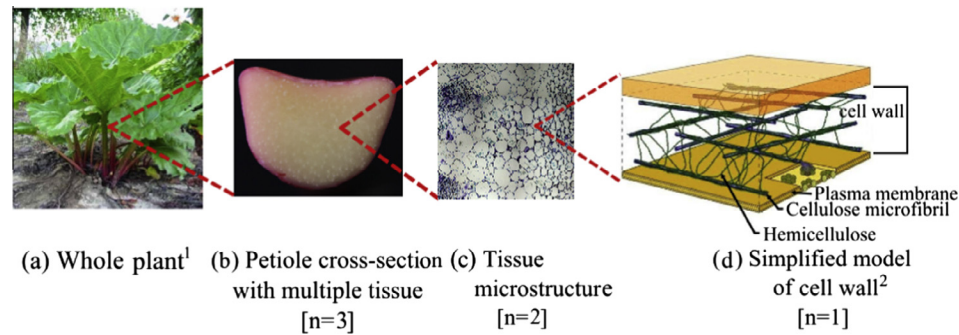 cell wall
Plasma membrane
Cellulose microfibril
Hemicellulose
(a) Whole plant¹
(b) Petiole cross-section
with multiple tissue
[n=3]
(c) Tissue
microstructure
[n=2]
(d) Simplified model
of cell wall²
[n=1]